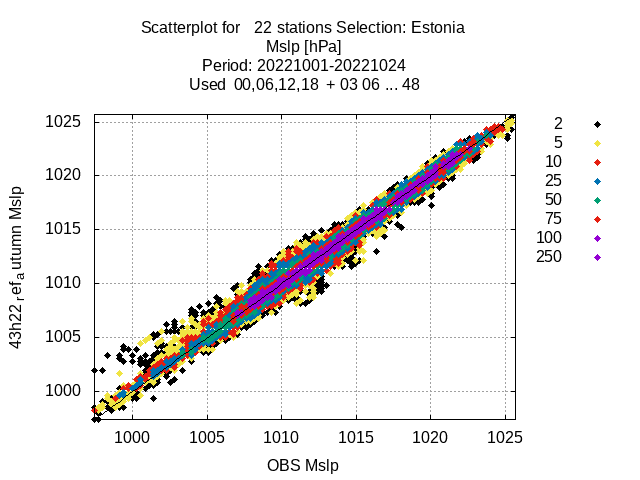 Scatterplot for   22 stations Selection: Estonia
Mslp [hPa]
Period: 20221001-20221024
Used  00,06,12,18  + 03 06 ... 48
1025
1020
1015
1010
1005
1000
43h22 ref autumn Mslp
1000 1005 1010 1015 1020 1025
OBS Mslp
2
5
10
25
50
75
100
250